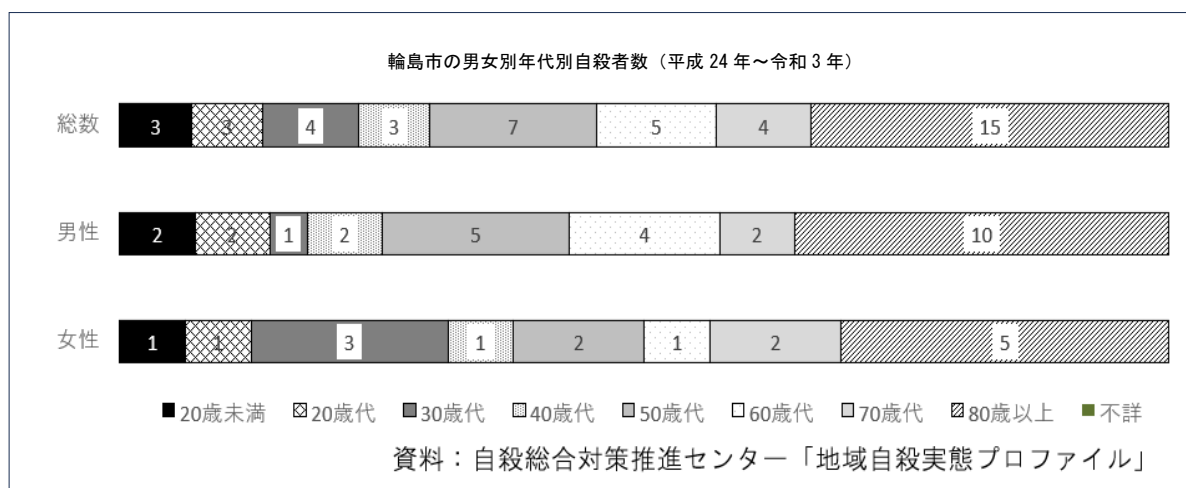 輪島市の男女別年代別自殺者数（平成 24 年～令和 3 年）
総数 3 3 4 3 7 5 4 15
男性 2 2 1 2 5 4 2 10
女性 1 1 3 1 2 1 2 5
20歳未満 20歳代 30歳代 40歳代 50歳代 60歳代 70歳代 80歳以上 不詳
資料：自殺総合対策推進センター「地域自殺実態プロファイル」